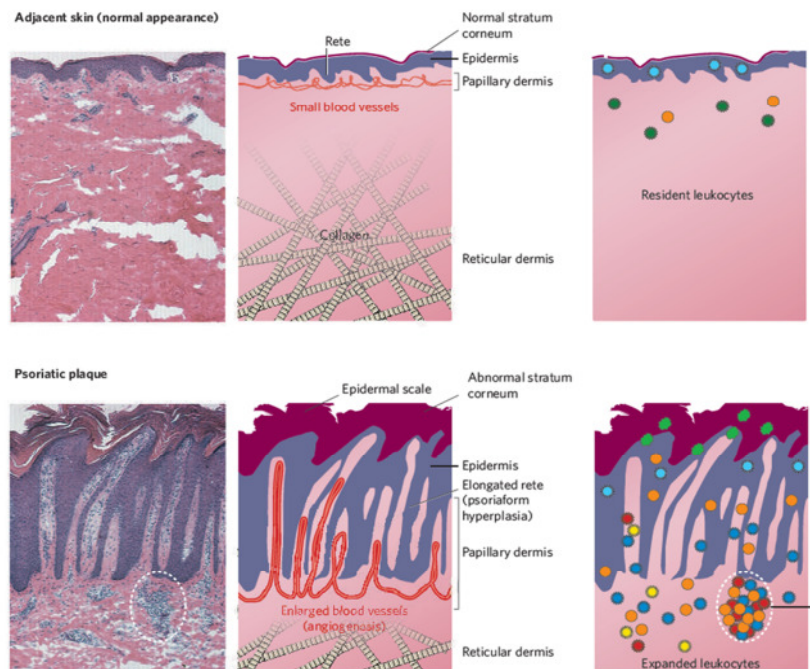 Adjacent skin (normal appearance)
Normal stratum
corneum
Rete
Epidermis
Papillary dermis
Small blood vessels
Collagen
Reticular dermis
Resident leukocytes
Psoriatic plaque
Epidermal scale
Abnormal stratum
corneum
Epidermis
Elongated rete
(psoriaform
hyperplasia)
Papillary dermis
Enlarged blood vessels
(angiogenasis)
Reticular dermis
Expanded leukocytes